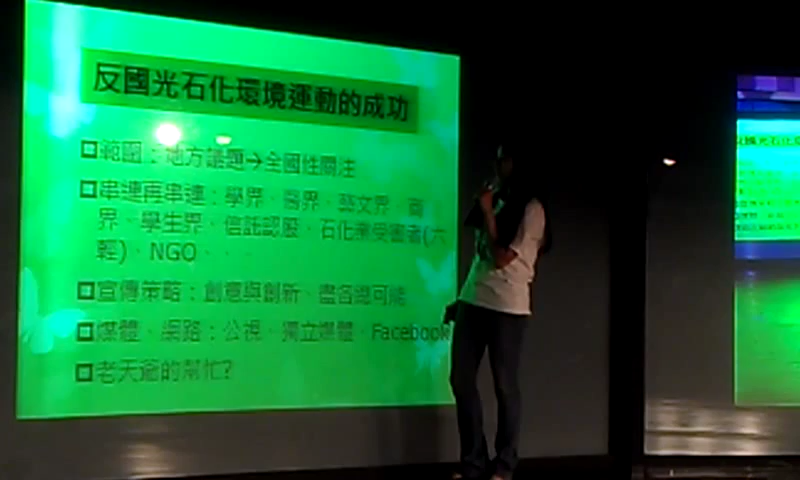 反國光石化環境運動的成功
範圍：地方議題→全國性關注
串連再串連：學界、醫界、藝文界、商
界、學生界、信託認股、石化業受害者(六
輕)、NGO、、、
宣傳策略：創意與創新、盡各總可能
媒體、網路：公視、獨立媒體、Facebook
老天爺的幫忙?